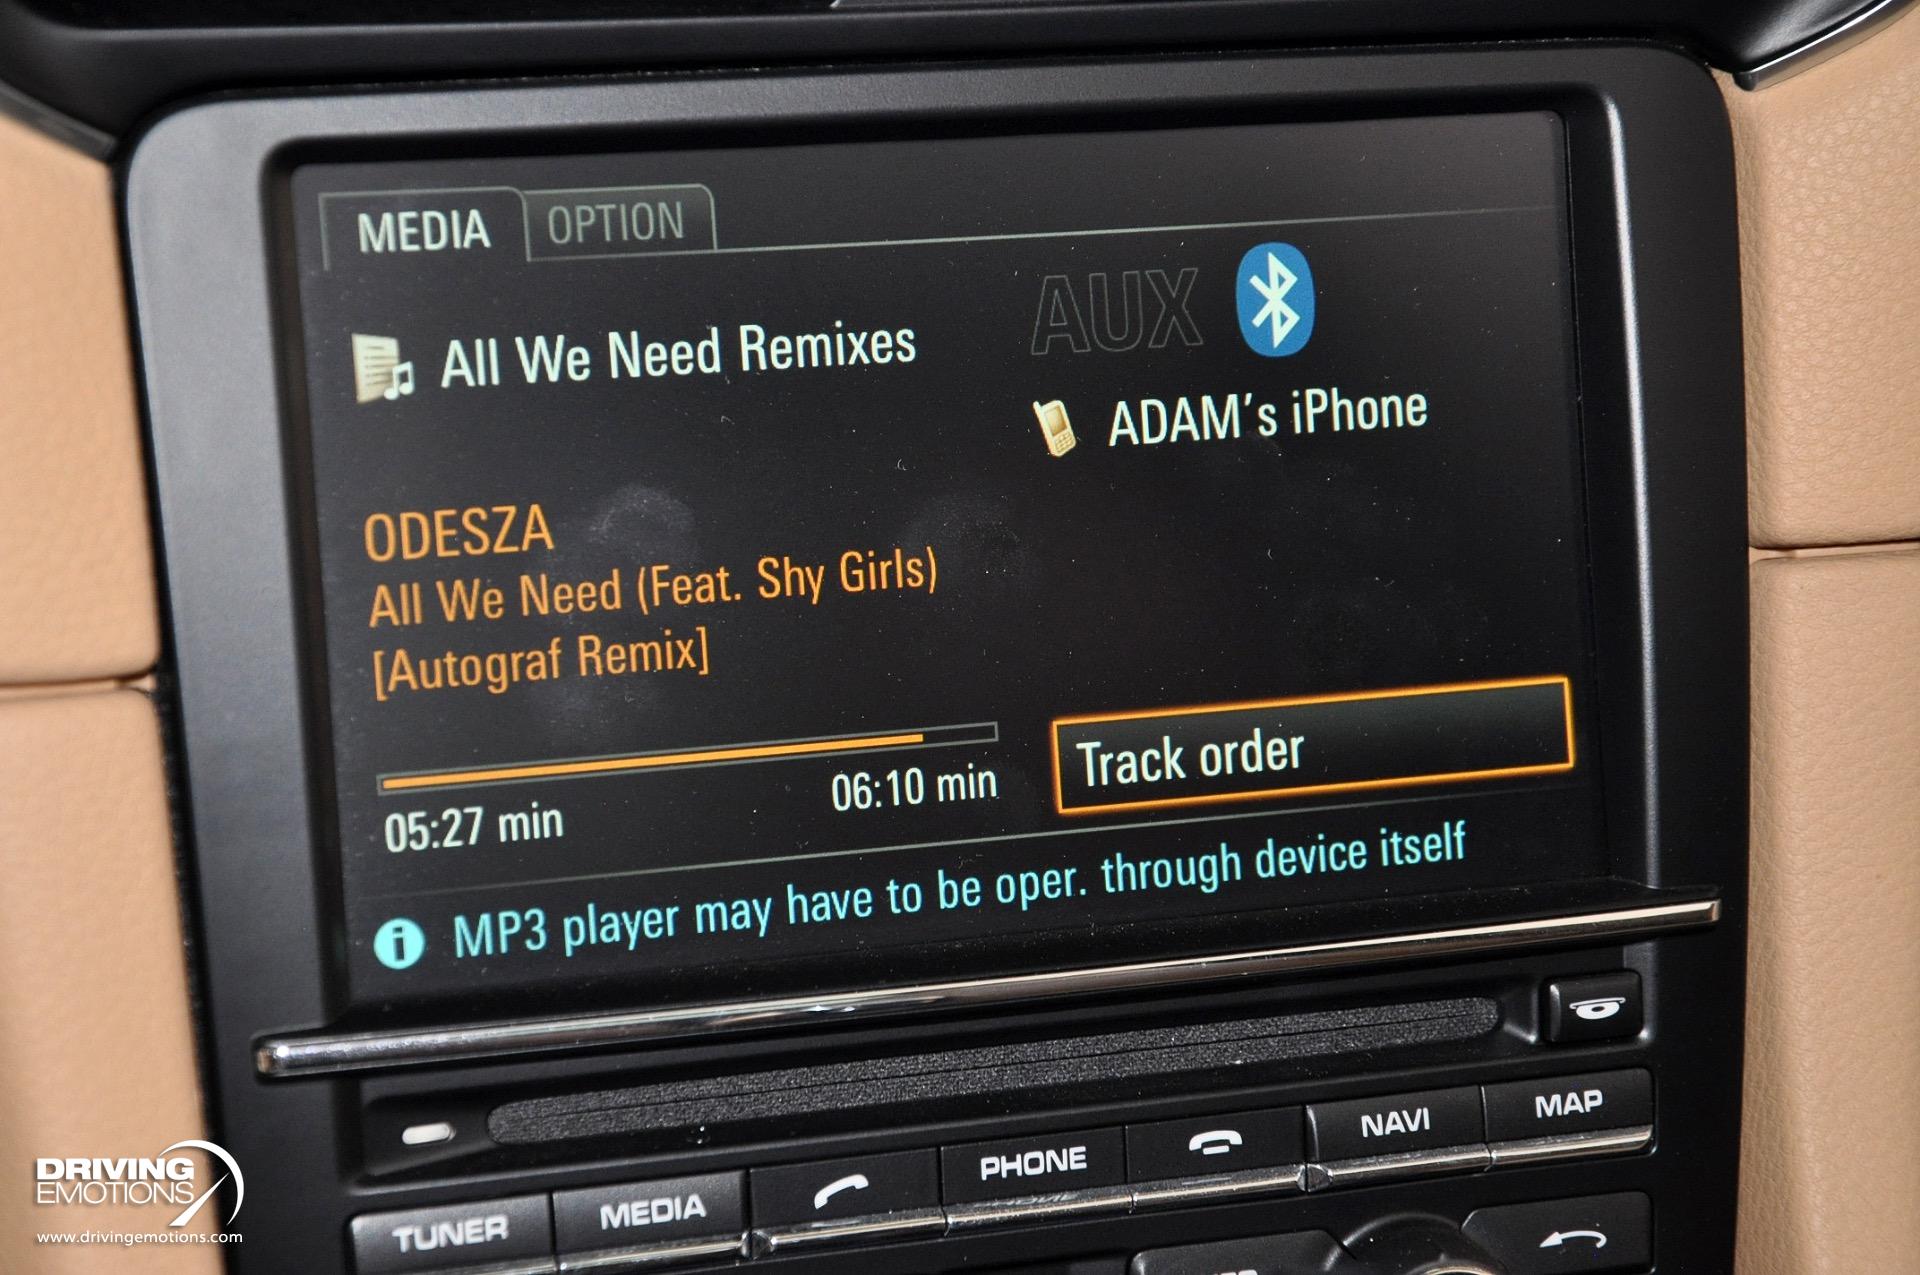 MEDIA OPTION
All We Need Remixes
AUX
ADAM's iPhone
ODESZA
All We Need (Feat. Shy Girls)
[Autograf Remix]
05:27 min
06:10 min
Track order
MP3 player may have to be oper. through device itself
TUNER
MEDIA
PHONE
NAVI
MAP
DRIVING
EMOTIONS
www.drivingemotions.com